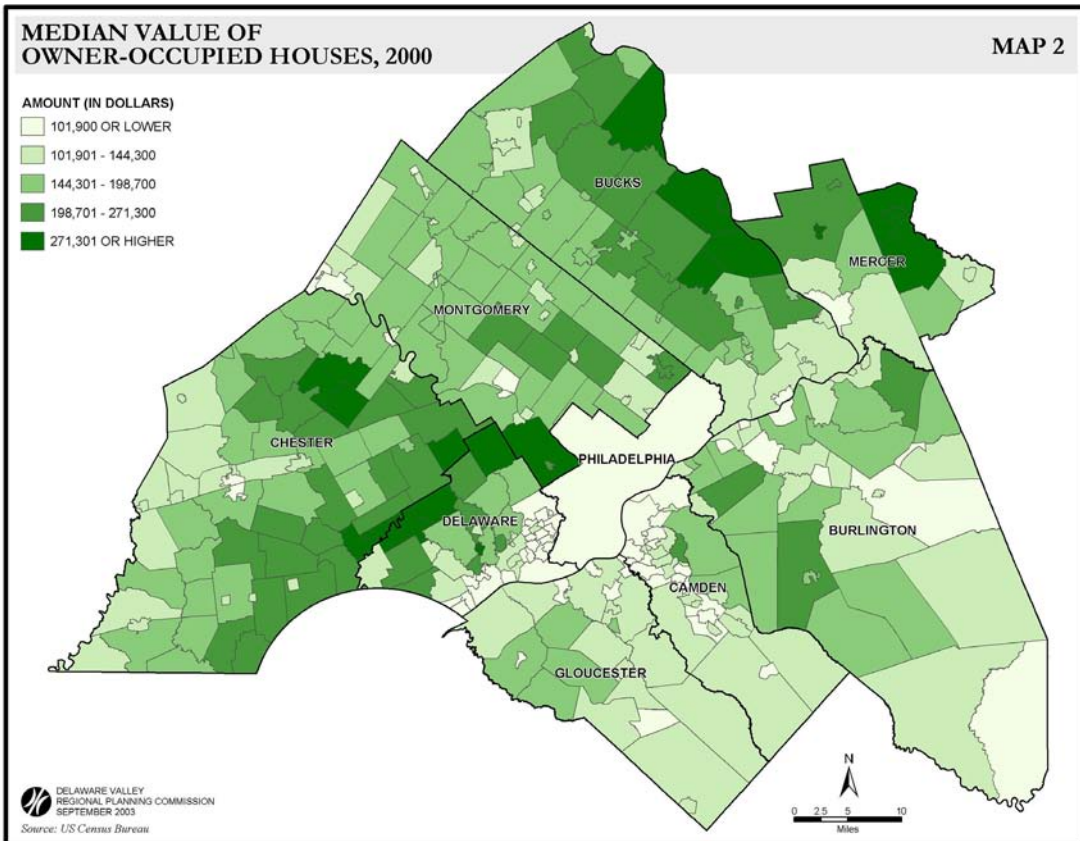 MEDIAN VALUE OF
OWNER-OCCUPIED HOUSES, 2000
MAP 2
AMOUNT (IN DOLLARS)
101,900 OR LOWER
101,901 - 144,300
144,301 - 198,700
198,701 - 271,300
271,301 OR HIGHER
BUCKS
MERCER
MONTGOMERY
CHESTER
PHILADELPHIA
DELAWARE
BURLINGTON
CAMDEN
GLOUCESTER
N
0 2.5 5 10
Miles
DELAWARE VALLEY
REGIONAL PLANNING COMMISSION
SEPTEMBER 2003
Source: US Census Bureau